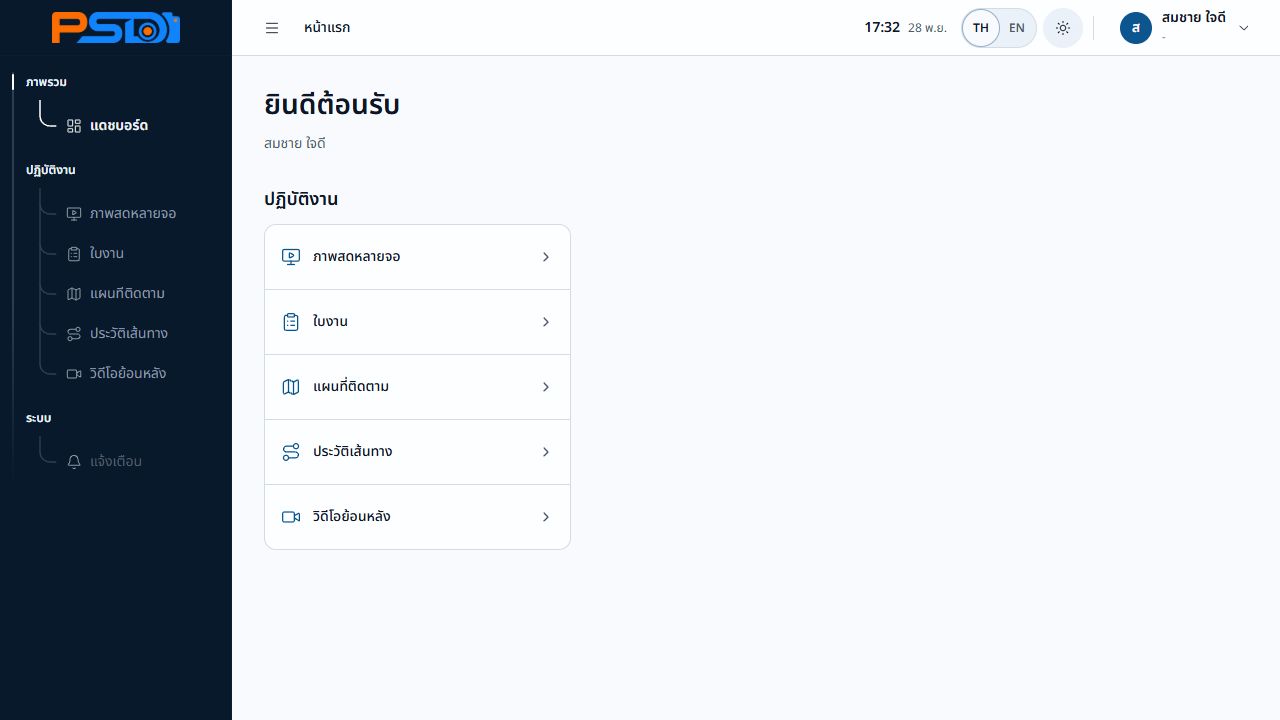 PSDI
ภาพรวม
แดชบอร์ด
ปฏิบัติงาน
ภาพสดหลายจอ
ใบงาน
แผนที่ติดตาม
ประวัติเส้นทาง
วิดีโอย้อนหลัง
ระบบ
แจ้งเตือน
หน้าแรก
17:32 28 พ.ย. TH EN
ส สมชาย ใจดี
-
ยินดีต้อนรับ
สมชาย ใจดี
ปฏิบัติงาน
ภาพสดหลายจอ
ใบงาน
แผนที่ติดตาม
ประวัติเส้นทาง
วิดีโอย้อนหลัง